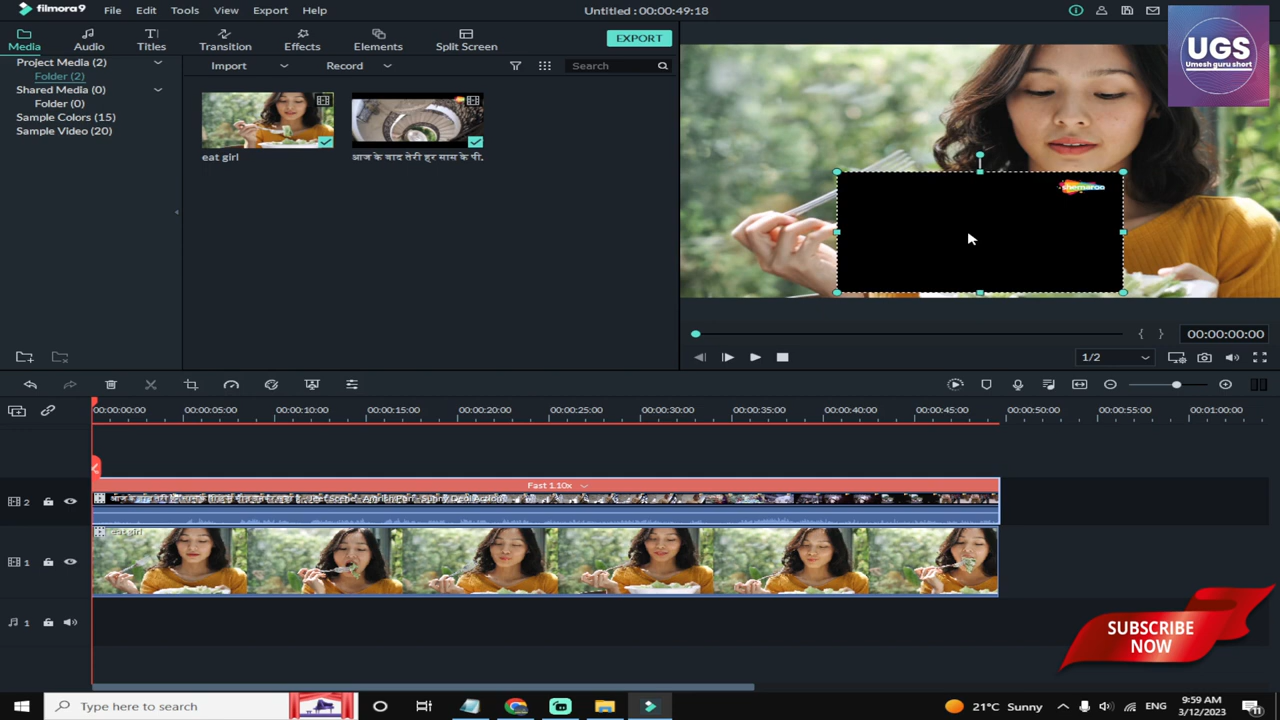 filmora9 File Edit Tools View Export Help Untitled : 00:00:49:18
Media Audio Titles Transition Effects Elements Split Screen EXPORT
UGS
Umesh guru short
Project Media (2)
Folder (2)
Shared Media (0)
Folder (0)
Sample Colors (15)
Sample Video (20)
Import Record Search
eat girl
आज के बाद तेरी हर सास के पी.
shemaroo
00:00:00:00
1/2
00:00:00:00 00:00:05:00 00:00:10:00 00:00:15:00 00:00:20:00 00:00:25:00 00:00:30:00 00:00:35:00 00:00:40:00 00:00:45:00 00:00:50:00 00:00:55:00 00:01:00:00
Fast 1.10x
2
eat girl
1
1
SUBSCRIBE
NOW
Type here to search
21°C Sunny
ENG
9:59 AM
3/12/2023